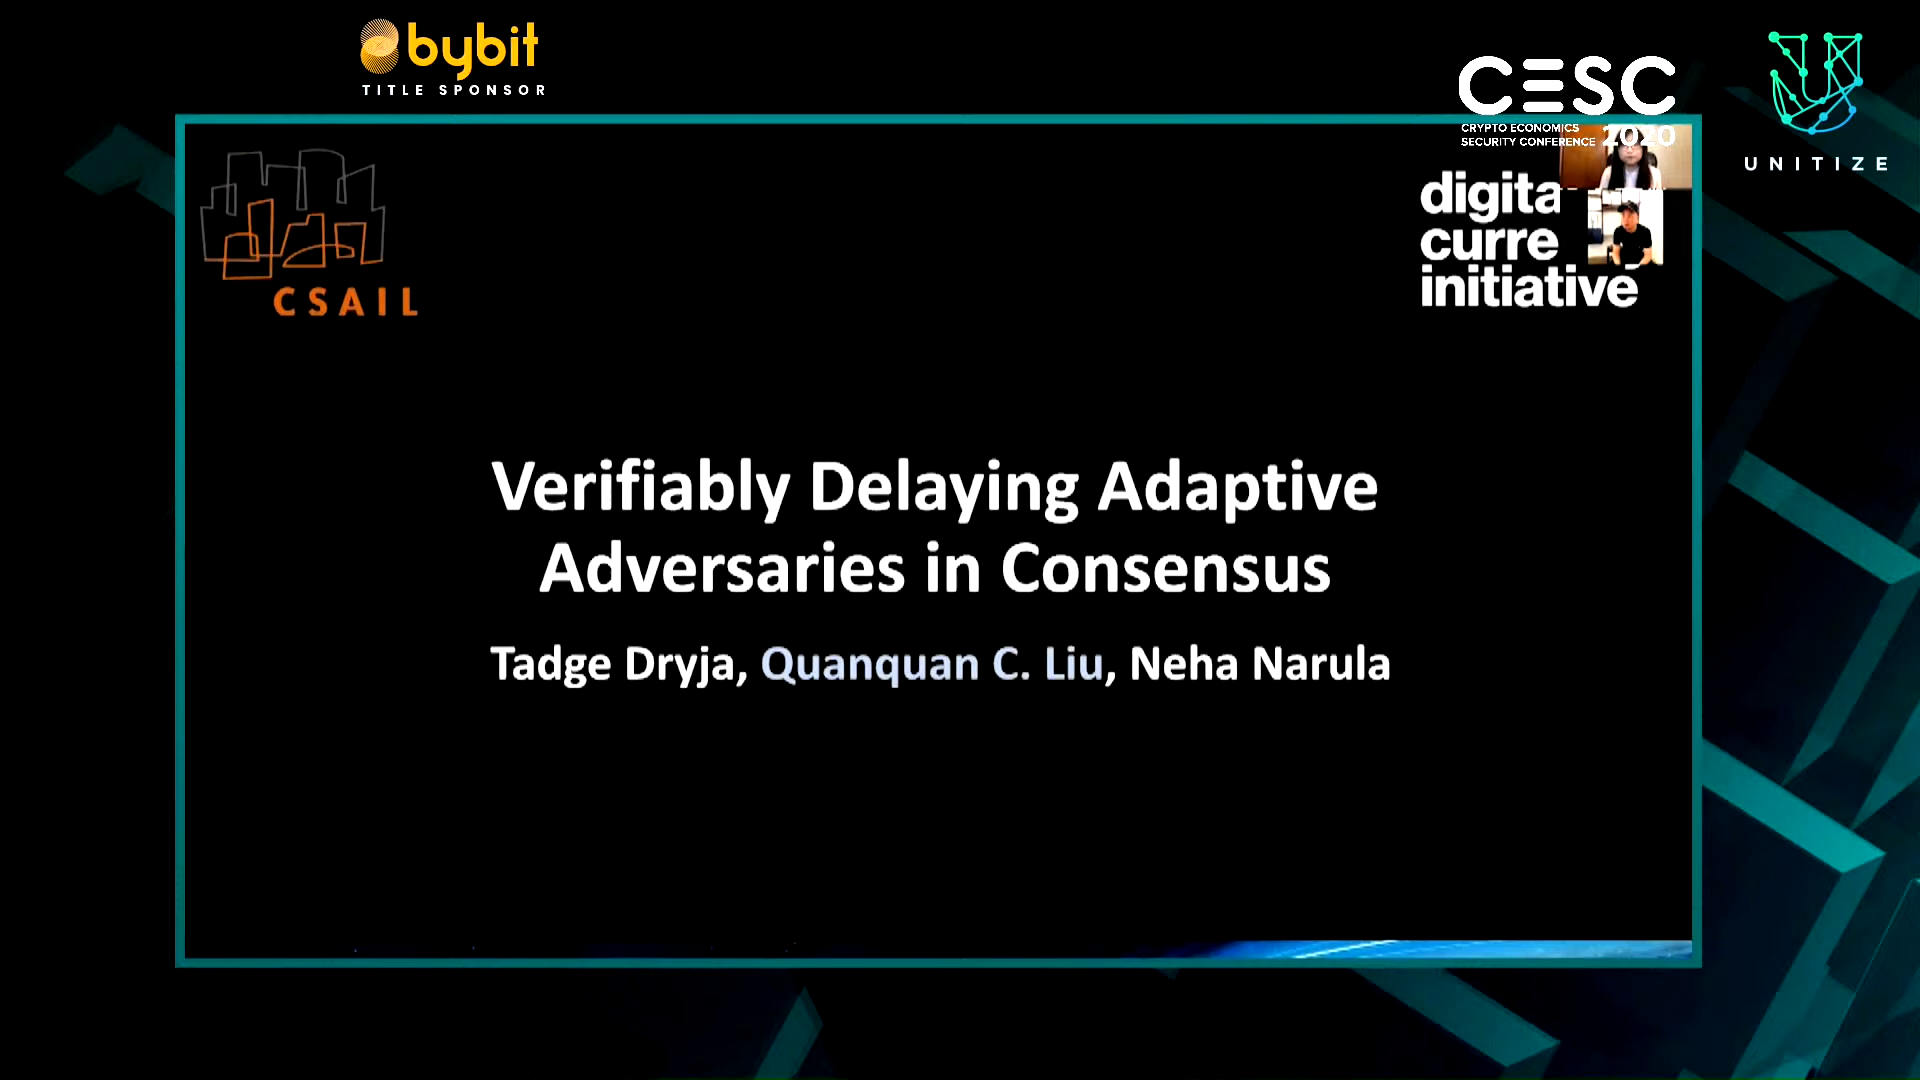 bybit
TITLE SPONSOR
CESC
CRYPTO ECONOMICS
SECURITY CONFERENCE 2020
UNITIZE
CSAIL
digita
curre
initiative
Verifiably Delaying Adaptive
Adversaries in Consensus
Tadge Dryja, Quanquan C. Liu, Neha Narula